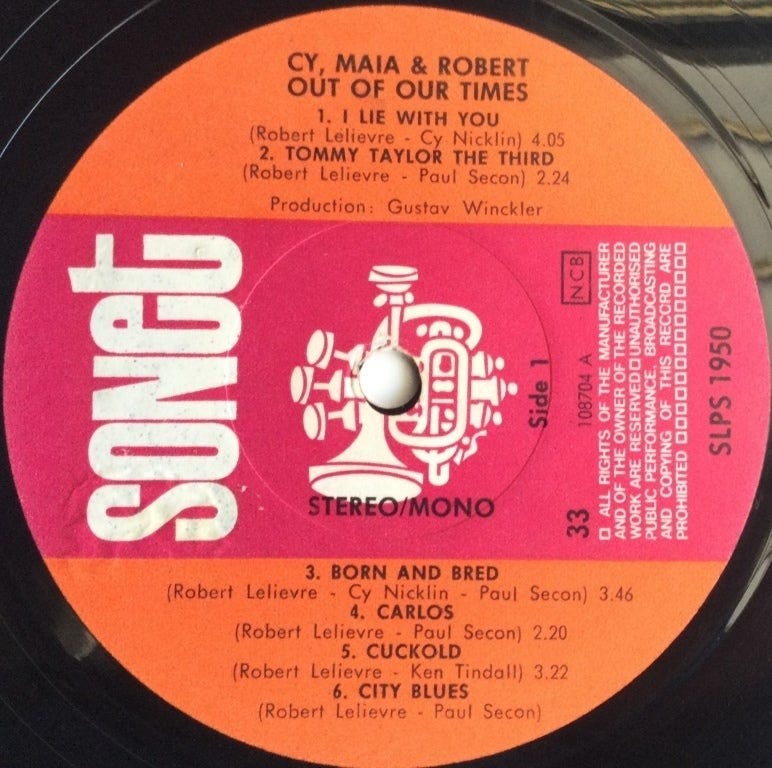 CY, MAIA & ROBERT
OUT OF OUR TIMES
1. I LIE WITH YOU
(Robert Lelievre - Cy Nicklin) 4.05
2. TOMMY TAYLOR THE THIRD
(Robert Lelievre - Paul Secon) 2.24
Production: Gustav Winckler
SONET
STEREO/MONO
Side 1
NCB
108704 A
33
□ ALL RIGHTS OF THE MANUFACTURER
AND OF THE OWNER OF THE RECORDED
WORK ARE RESERVED □ UNAUTHORISED
PUBLIC PERFORMANCE, BROADCASTING
AND COPYING OF THIS RECORD ARE
PROHIBITED □□□□□□□□□□□□□□
SLPS 1950
3. BORN AND BRED
(Robert Lelievre - Cy Nicklin - Paul Secon) 3.46
4. CARLOS
(Robert Lelievre - Paul Secon) 2.20
5. CUCKOLD
(Robert Lelievre - Ken Tindall) 3.22
6. CITY BLUES
(Robert Lelievre - Paul Secon)